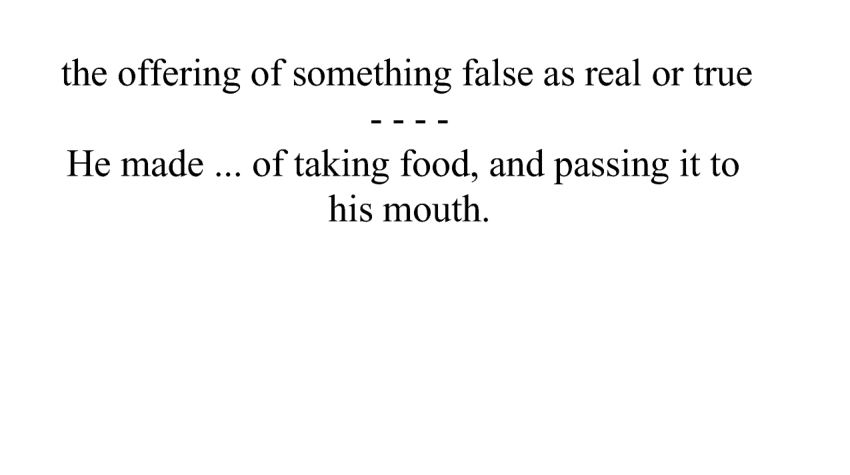 the offering of something false as real or true
- - - -
He made ... of taking food, and passing it to
his mouth.